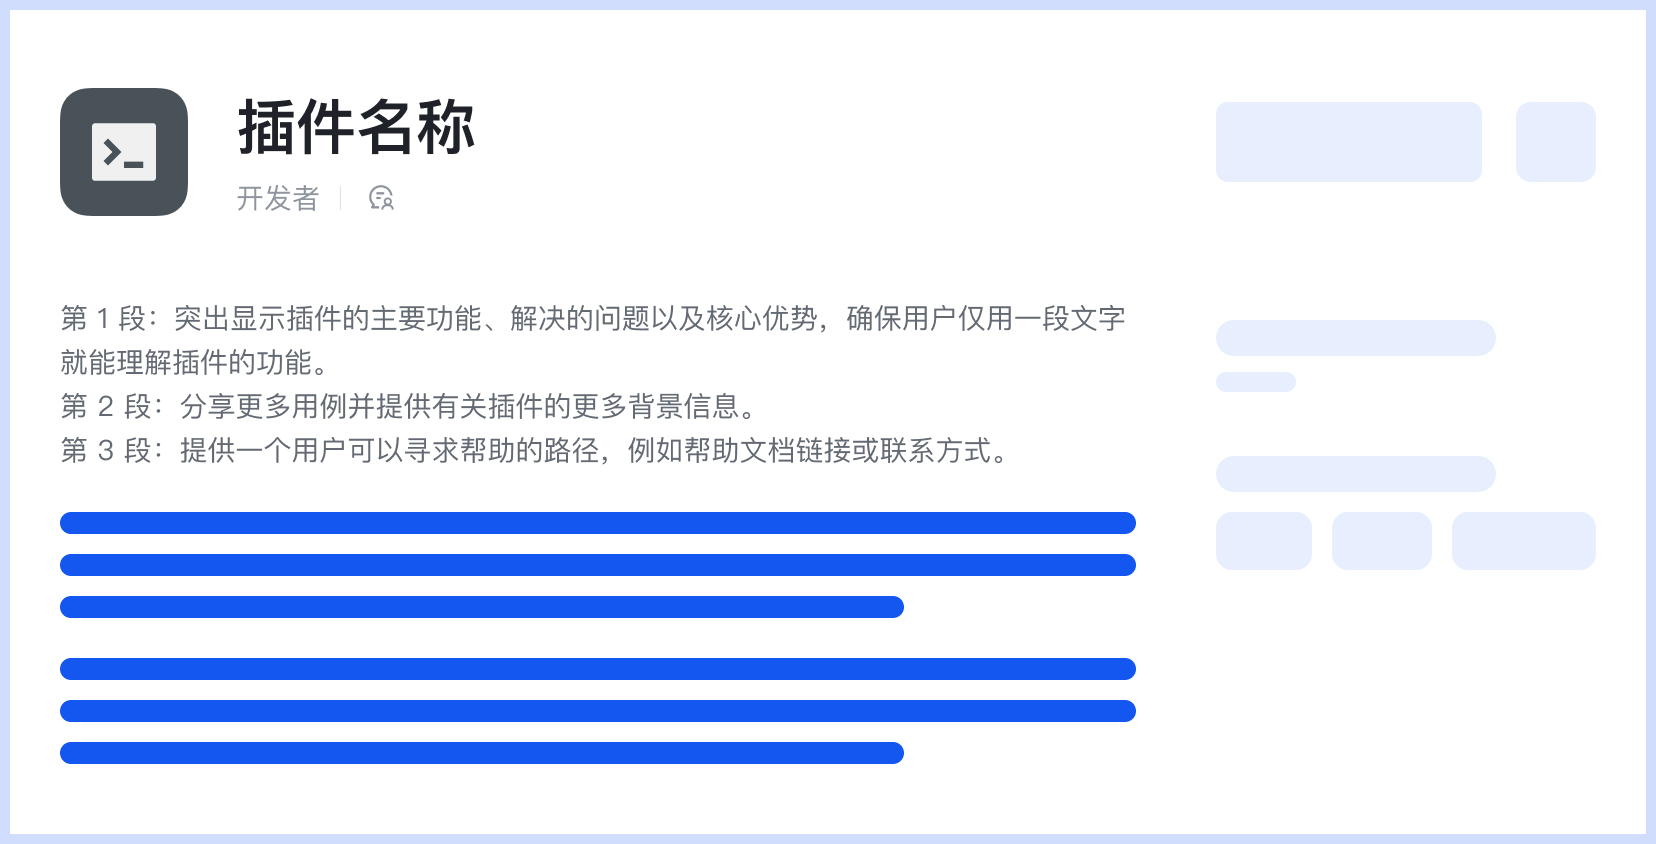 插件名称
开发者
第 1 段：突出显示插件的主要功能、解决的问题以及核心优势，确保用户仅用一段文字
就能理解插件的功能。
第 2 段：分享更多用例并提供有关插件的更多背景信息。
第 3 段：提供一个用户可以寻求帮助的路径，例如帮助文档链接或联系方式。